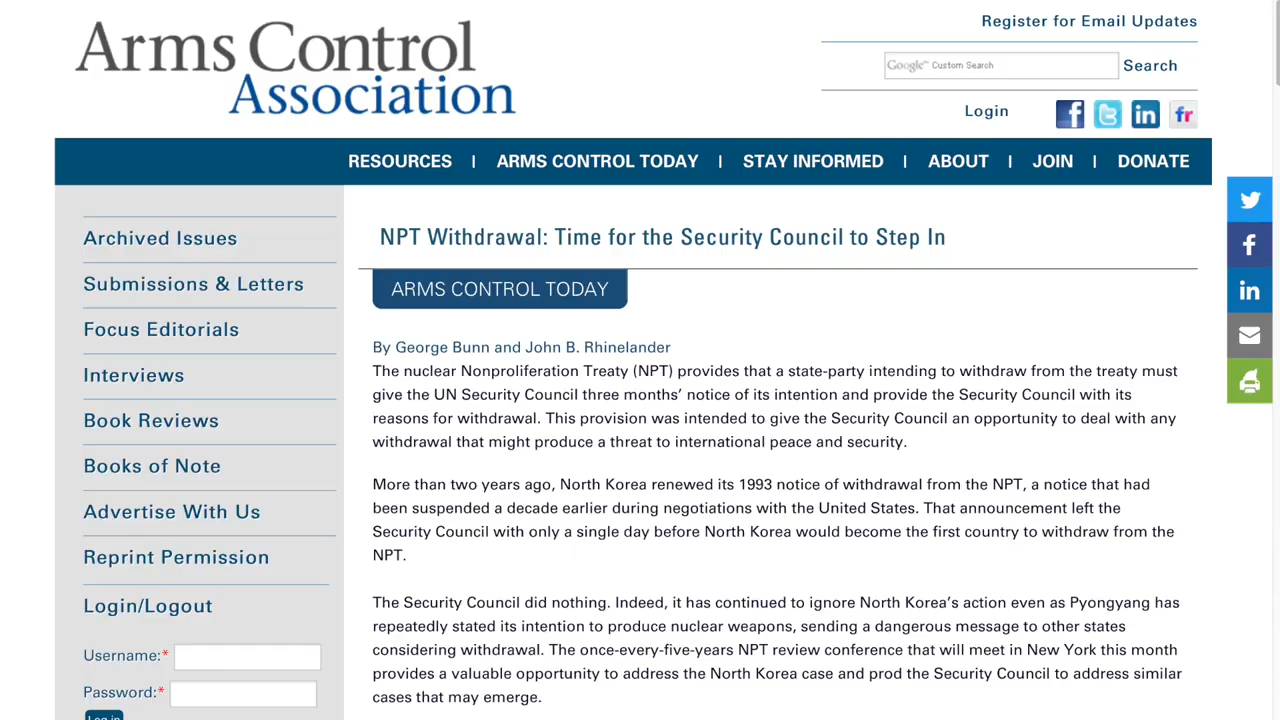 Arms Control
Association
Register for Email Updates
Google™ Custom Search
Search
Login
RESOURCES | ARMS CONTROL TODAY | STAY INFORMED | ABOUT | JOIN | DONATE
Archived Issues
Submissions & Letters
Focus Editorials
Interviews
Book Reviews
Books of Note
Advertise With Us
Reprint Permission
Login/Logout
Username:*
Password:*
Log in
NPT Withdrawal: Time for the Security Council to Step In
ARMS CONTROL TODAY
By George Bunn and John B. Rhinelander
The nuclear Nonproliferation Treaty (NPT) provides that a state-party intending to withdraw from the treaty must
give the UN Security Council three months’ notice of its intention and provide the Security Council with its
reasons for withdrawal. This provision was intended to give the Security Council an opportunity to deal with any
withdrawal that might produce a threat to international peace and security.
More than two years ago, North Korea renewed its 1993 notice of withdrawal from the NPT, a notice that had
been suspended a decade earlier during negotiations with the United States. That announcement left the
Security Council with only a single day before North Korea would become the first country to withdraw from the
NPT.
The Security Council did nothing. Indeed, it has continued to ignore North Korea’s action even as Pyongyang has
repeatedly stated its intention to produce nuclear weapons, sending a dangerous message to other states
considering withdrawal. The once-every-five-years NPT review conference that will meet in New York this month
provides a valuable opportunity to address the North Korea case and prod the Security Council to address similar
cases that may emerge.